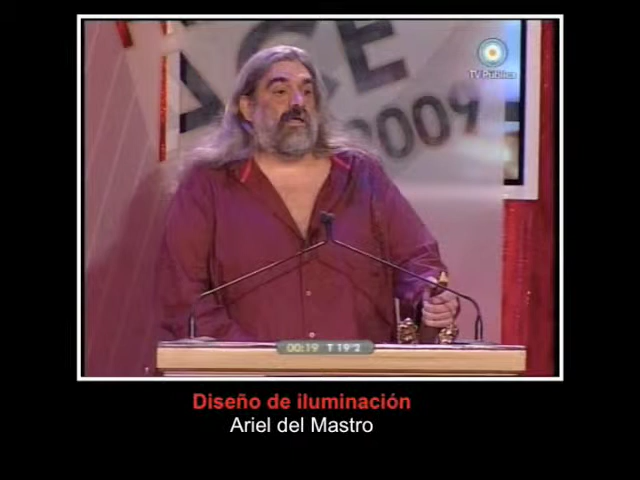 ACE
2009
TV Pública
00:19 T 19°2
Diseño de iluminación
Ariel del Mastro